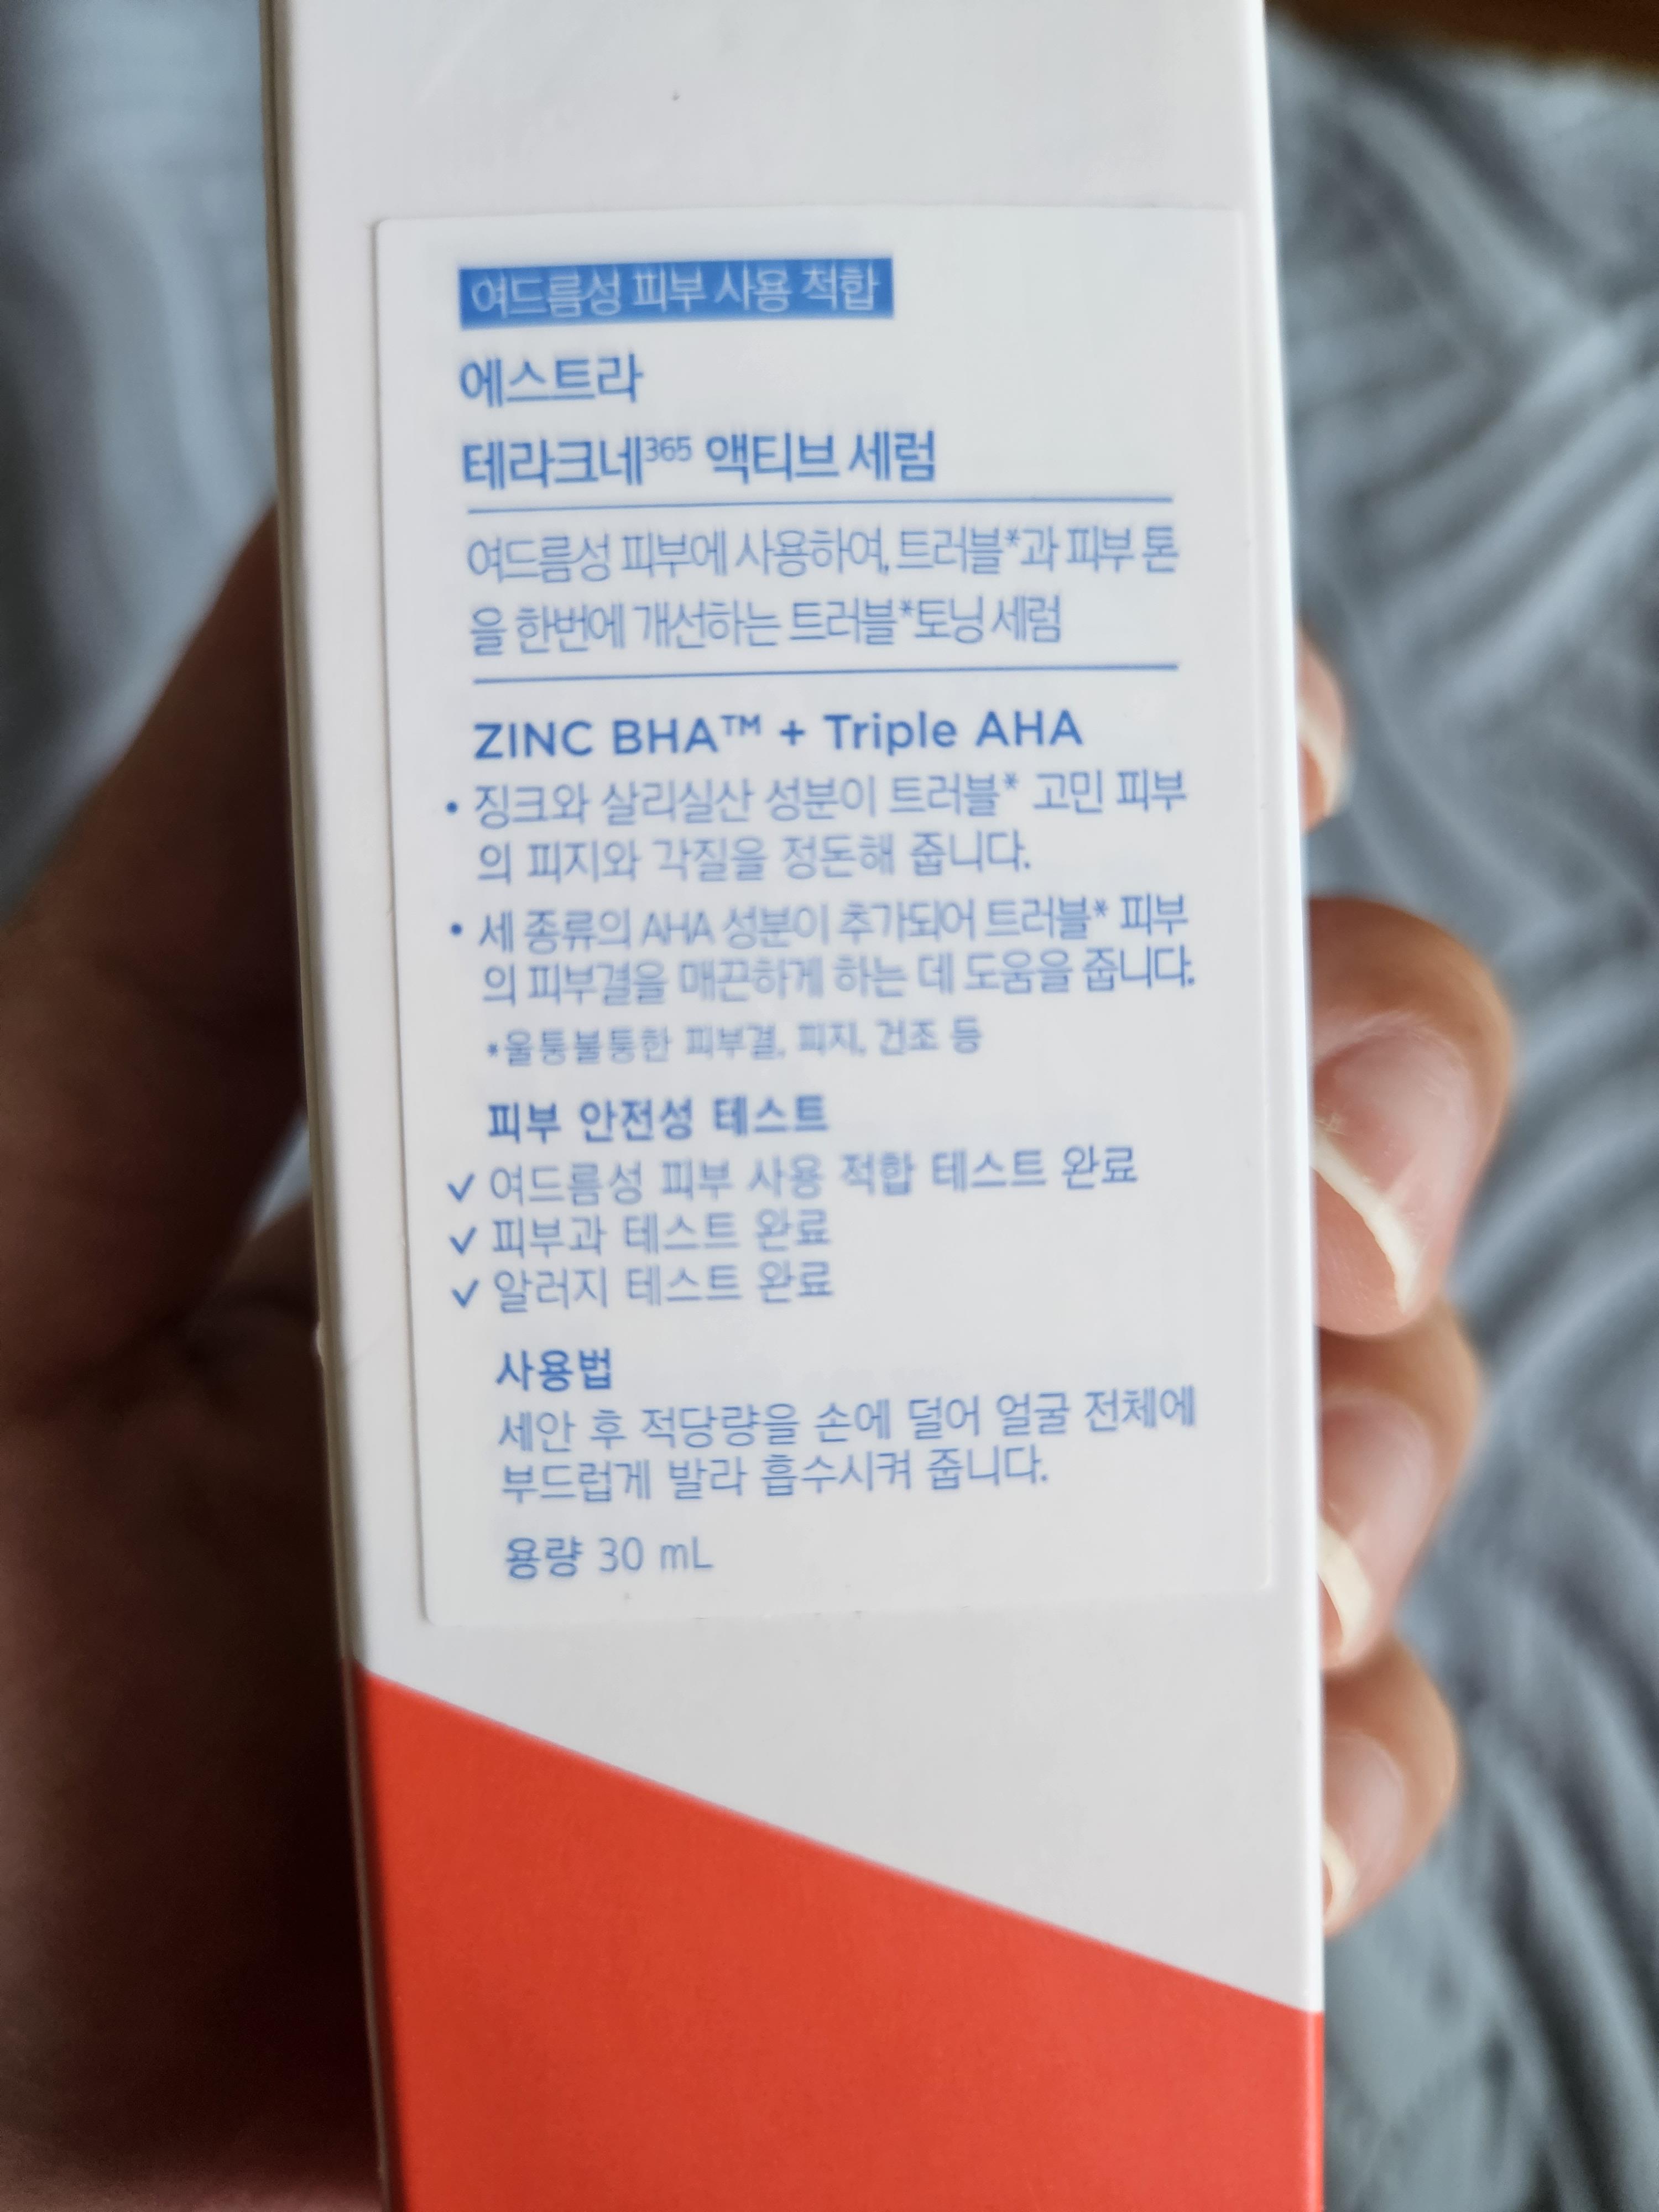 여드름성 피부 사용 적합
에스트라
테라크네³⁶⁵ 액티브 세럼
여드름성 피부에 사용하여, 트러블*과 피부 톤
을 한번에 개선하는 트러블*토닝 세럼
ZINC BHA™ + Triple AHA
• 징크와 살리실산 성분이 트러블* 고민 피부
의 피지와 각질을 정돈해 줍니다.
• 세 종류의 AHA 성분이 추가되어 트러블* 피부
의 피부결을 매끈하게 하는 데 도움을 줍니다.
*울퉁불퉁한 피부결, 피지, 건조 등
피부 안전성 테스트
✓ 여드름성 피부 사용 적합 테스트 완료
✓ 피부과 테스트 완료
✓ 알러지 테스트 완료
사용법
세안 후 적당량을 손에 덜어 얼굴 전체에
부드럽게 발라 흡수시켜 줍니다.
용량 30 mL